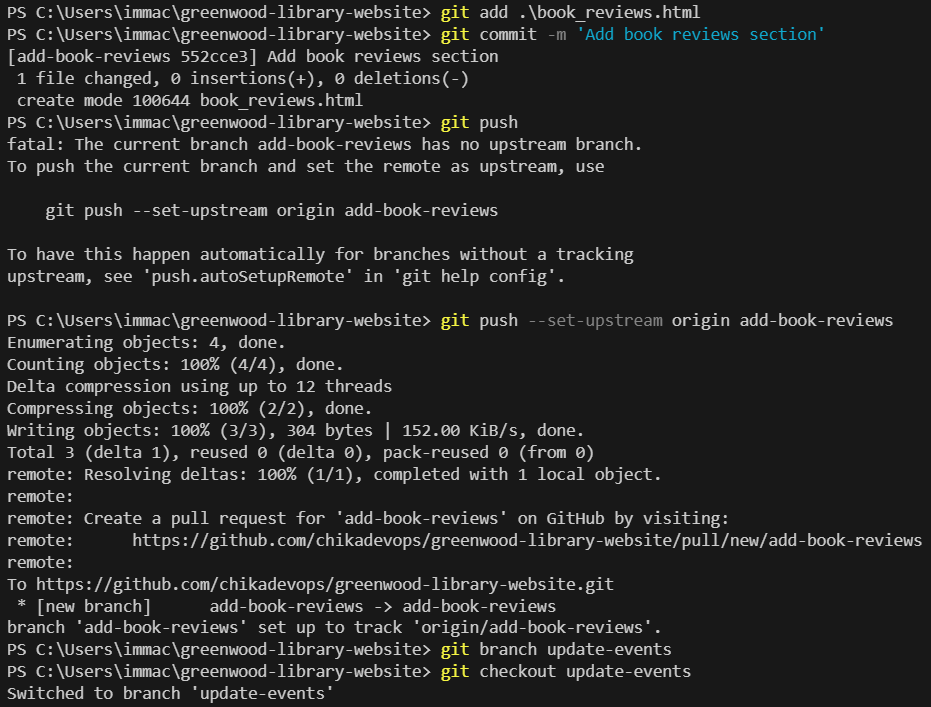 PS C:\Users\immac\greenwood-library-website> git add .\book_reviews.html
PS C:\Users\immac\greenwood-library-website> git commit -m 'Add book reviews section'
[add-book-reviews 552cce3] Add book reviews section
 1 file changed, 0 insertions(+), 0 deletions(-)
 create mode 100644 book_reviews.html
PS C:\Users\immac\greenwood-library-website> git push
fatal: The current branch add-book-reviews has no upstream branch.
To push the current branch and set the remote as upstream, use

    git push --set-upstream origin add-book-reviews

To have this happen automatically for branches without a tracking
upstream, see 'push.autoSetupRemote' in 'git help config'.

PS C:\Users\immac\greenwood-library-website> git push --set-upstream origin add-book-reviews
Enumerating objects: 4, done.
Counting objects: 100% (4/4), done.
Delta compression using up to 12 threads
Compressing objects: 100% (2/2), done.
Writing objects: 100% (3/3), 304 bytes | 152.00 KiB/s, done.
Total 3 (delta 1), reused 0 (delta 0), pack-reused 0 (from 0)
remote: Resolving deltas: 100% (1/1), completed with 1 local object.
remote:
remote: Create a pull request for 'add-book-reviews' on GitHub by visiting:
remote:      https://github.com/chikadevops/greenwood-library-website/pull/new/add-book-reviews
remote:
To https://github.com/chikadevops/greenwood-library-website.git
 * [new branch]      add-book-reviews -> add-book-reviews
branch 'add-book-reviews' set up to track 'origin/add-book-reviews'.
PS C:\Users\immac\greenwood-library-website> git branch update-events
PS C:\Users\immac\greenwood-library-website> git checkout update-events
Switched to branch 'update-events'